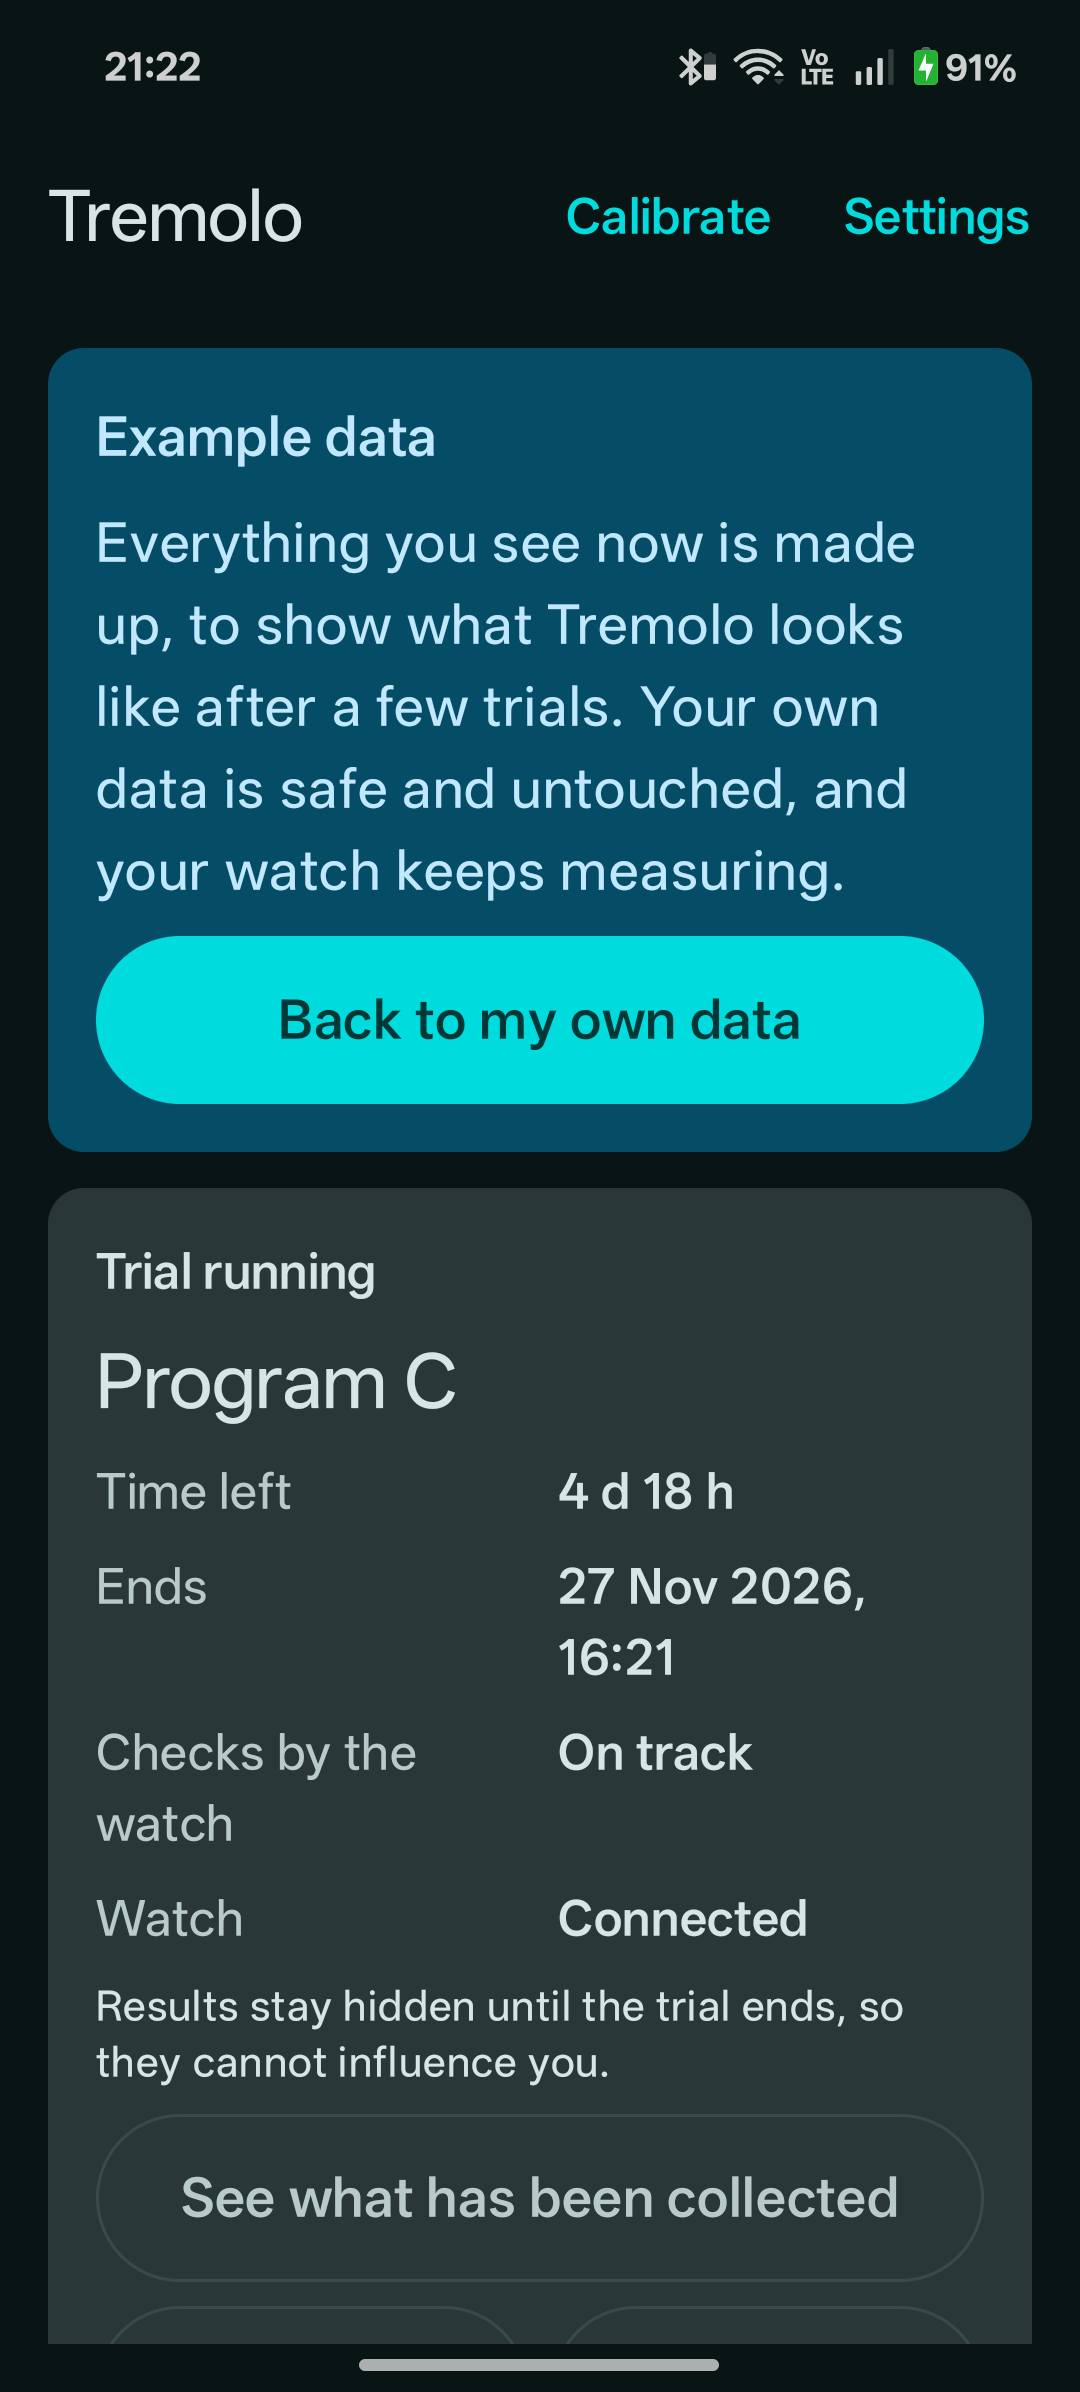 21:22
Vo LTE
91%
Tremolo
Calibrate
Settings
Example data
Everything you see now is made
up, to show what Tremolo looks
like after a few trials. Your own
data is safe and untouched, and
your watch keeps measuring.
Back to my own data
Trial running
Program C
Time left
4 d 18 h
Ends
27 Nov 2026,
16:21
Checks by the
watch
On track
Watch
Connected
Results stay hidden until the trial ends, so
they cannot influence you.
See what has been collected